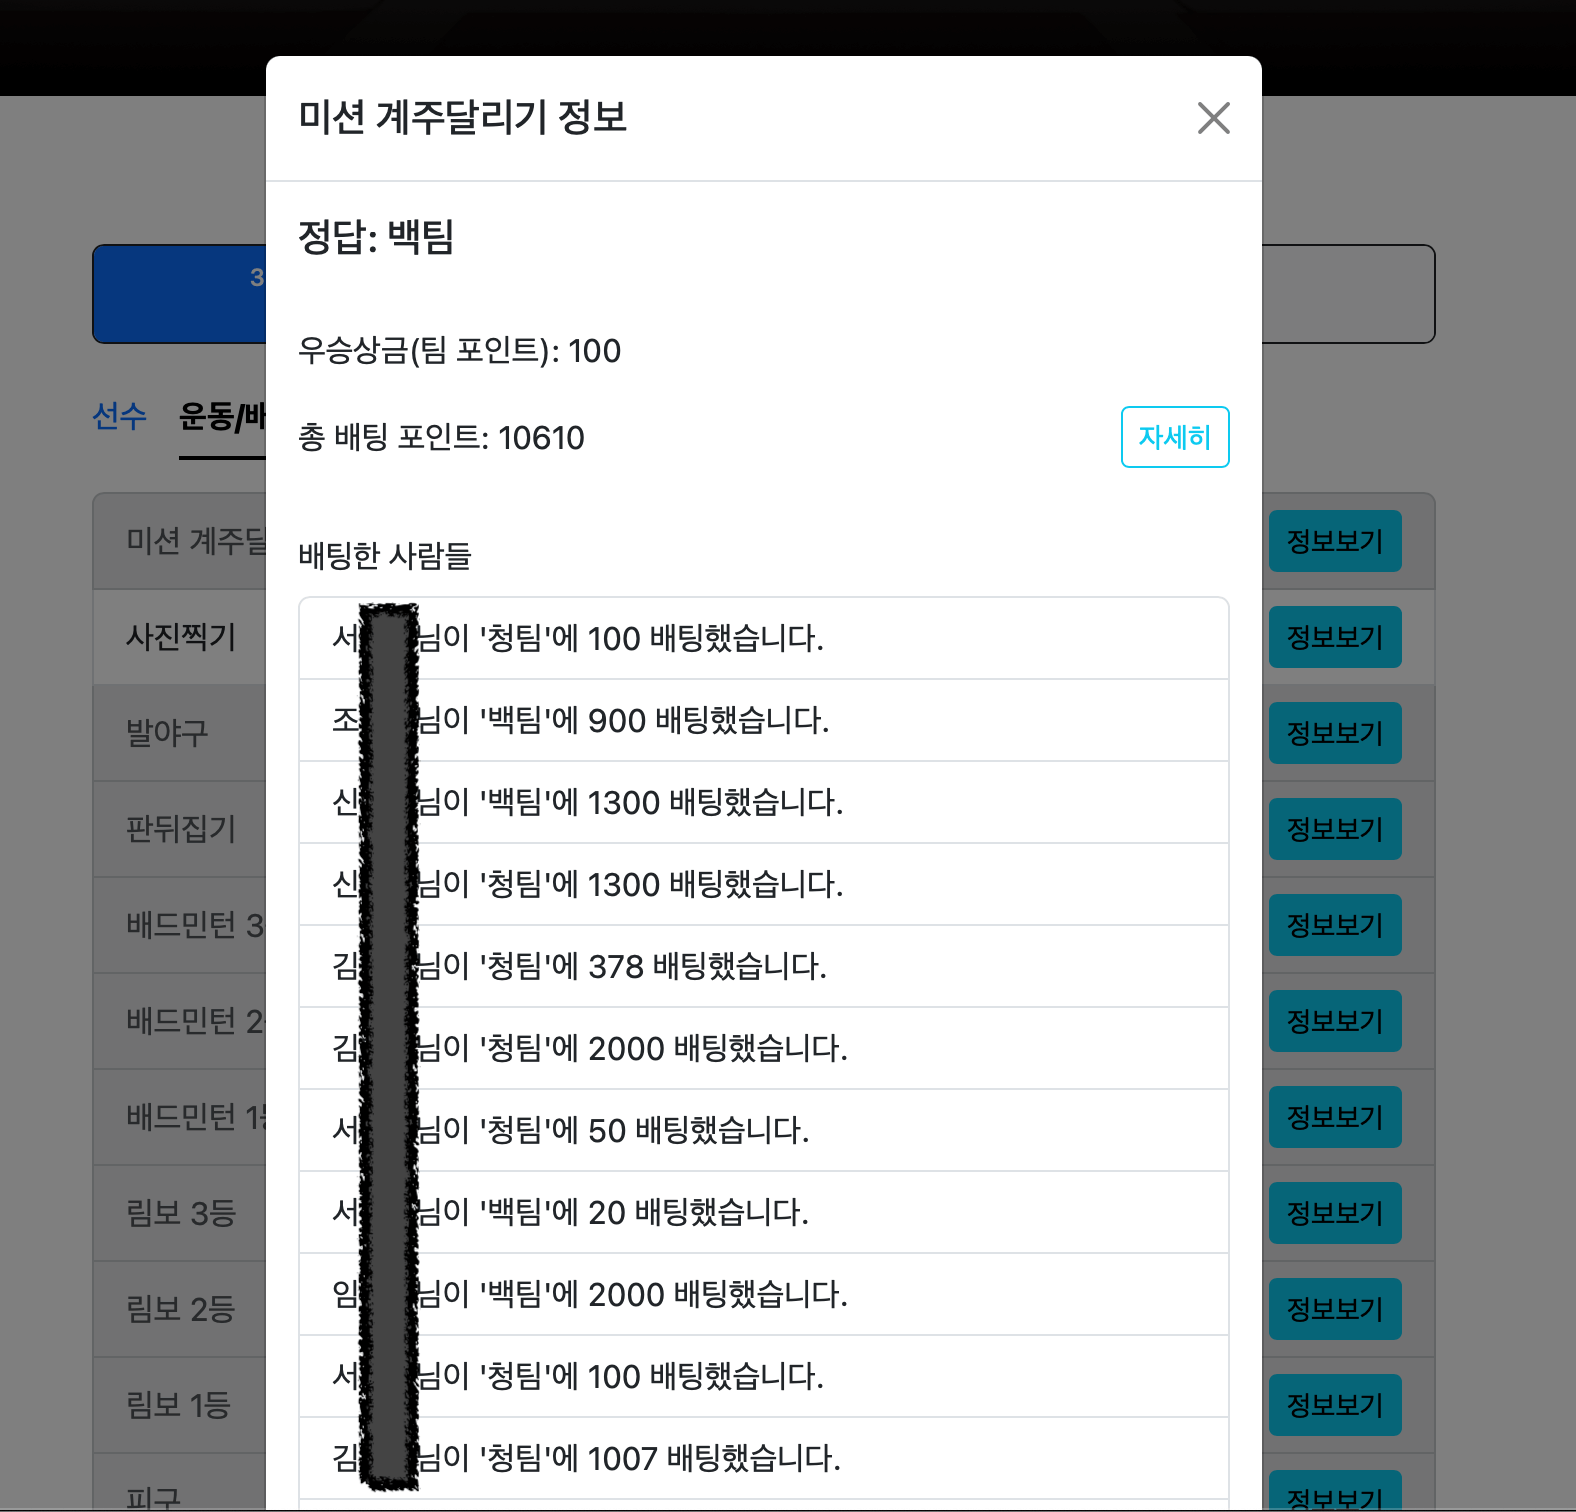 미션 계주달리기 정보
정답: 백팀
3
우승상금(팀 포인트): 100
선수 운동/배
총 배팅 포인트: 10610
자세히
미션 계주달
정보보기
배팅한 사람들
사진찍기
정보보기
서 님이 '청팀'에 100 배팅했습니다.
조 님이 '백팀'에 900 배팅했습니다.
발야구
정보보기
신 님이 '백팀'에 1300 배팅했습니다.
판뒤집기
정보보기
신 님이 '청팀'에 1300 배팅했습니다.
배드민턴 3
정보보기
김 님이 '청팀'에 378 배팅했습니다.
배드민턴 2
정보보기
김 님이 '청팀'에 2000 배팅했습니다.
배드민턴 1등
정보보기
서 님이 '청팀'에 50 배팅했습니다.
림보 3등
정보보기
서 님이 '백팀'에 20 배팅했습니다.
림보 2등
정보보기
임 님이 '백팀'에 2000 배팅했습니다.
서 님이 '청팀'에 100 배팅했습니다.
림보 1등
정보보기
김 님이 '청팀'에 1007 배팅했습니다.
피구
정보보기